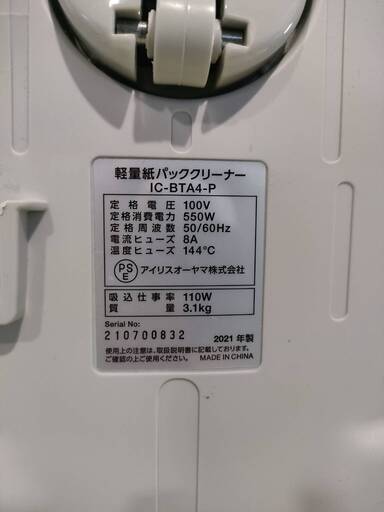 軽量紙パッククリーナー
IC-BTA4-P
定格電圧 100V
定格消費電力 550W
定格周波数 50/60Hz
電流ヒューズ 8A
温度ヒューズ 144℃
PSE アイリスオーヤマ株式会社
吸込仕事率 110W
質量 3.1kg
Serial No:
210700832 2021年製
使用上の注意は、取扱説明書に記載しております。
ご確認の上ご使用ください。 MADE IN CHINA